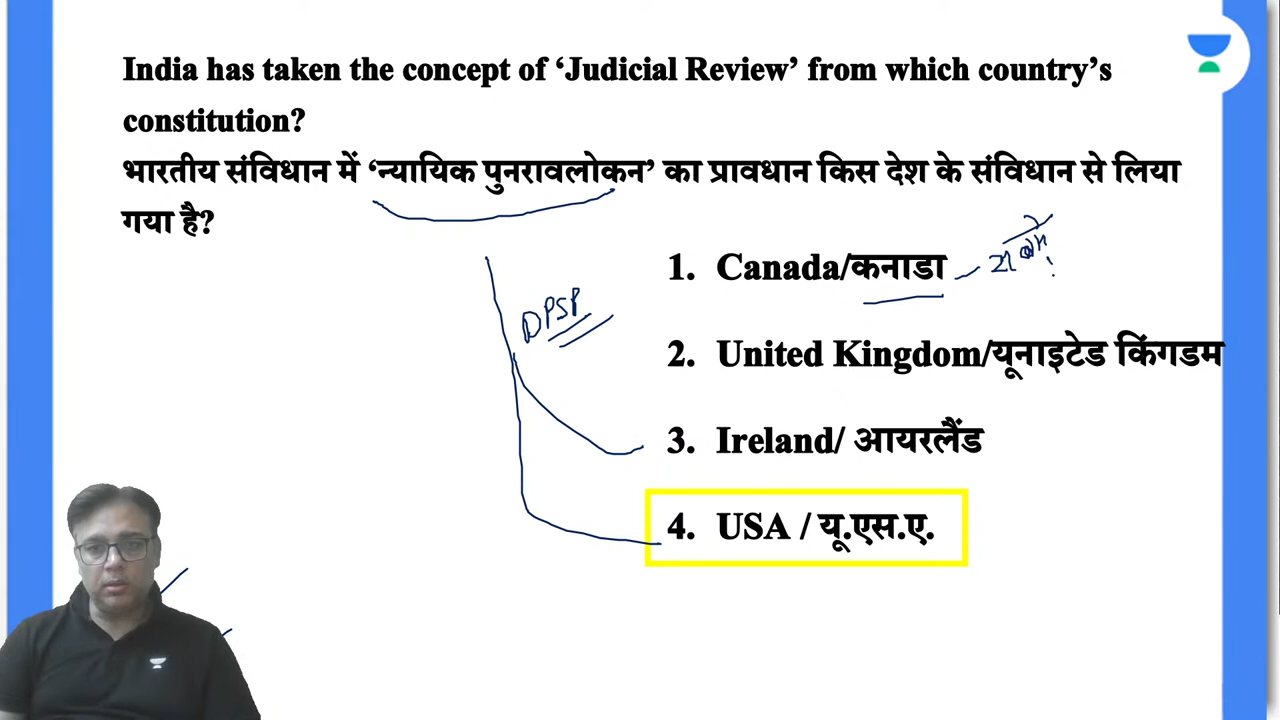 India has taken the concept of ‘Judicial Review’ from which country’s
constitution?
भारतीय संविधान में ‘न्यायिक पुनरावलोकन’ का प्रावधान किस देश के संविधान से लिया
गया है?
1. Canada/कनाडा
DPSP
2. United Kingdom/यूनाइटेड किंगडम
3. Ireland/ आयरलैंड
4. USA / यू.एस.ए.